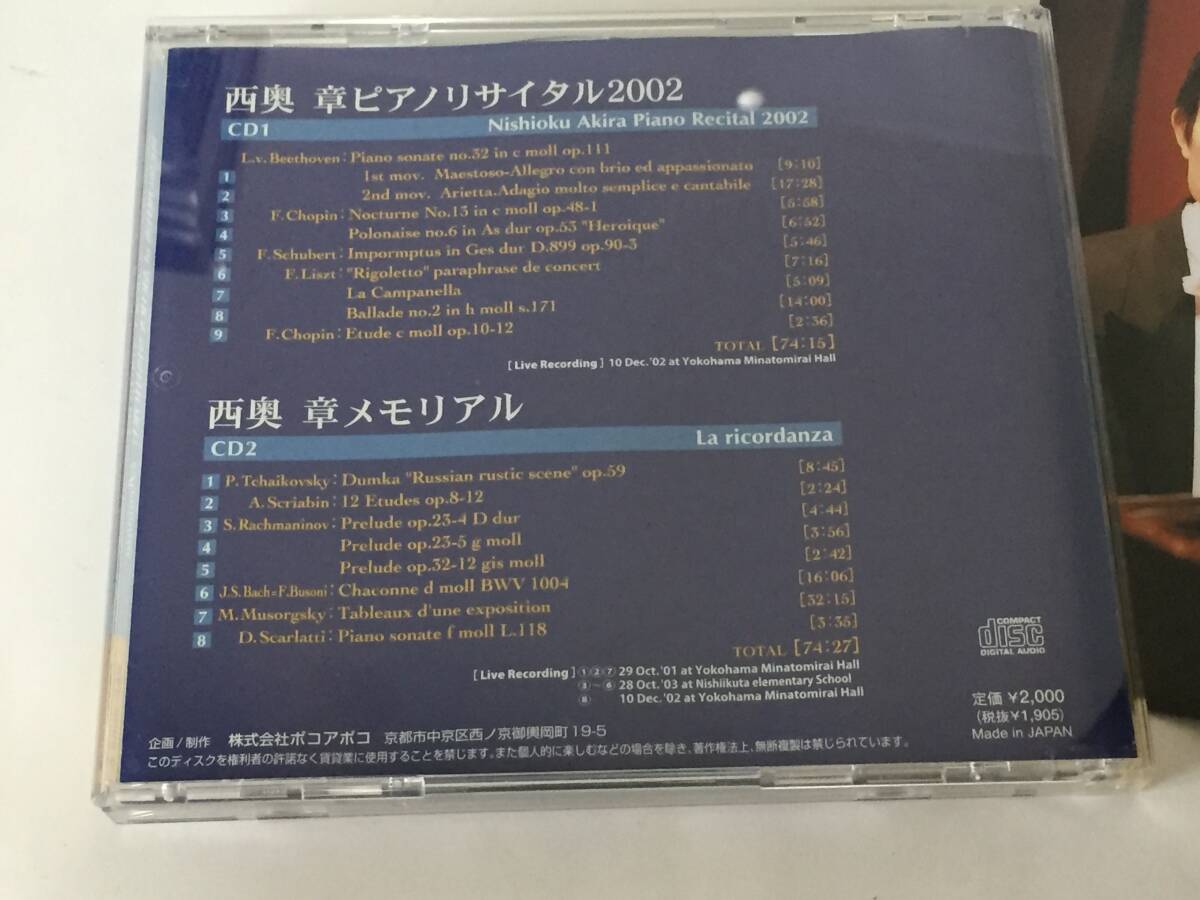 西奥 章ピアノリサイタル2002
CD1 Nishioku Akira Piano Recital 2002
L.v.Beethoven : Piano sonate no.32 in c moll op.111
1 1st mov. Maestoso-Allegro con brio ed appassionato [9:10]
2 2nd mov. Arietta.Adagio molto semplice e cantabile [17:28]
3 F.Chopin : Nocturne No.13 in c moll op.48-1 [5:58]
4 Polonaise no.6 in As dur op.53 "Heroique" [6:52]
5 F.Schubert : Impormptus in Ges dur D.899 op.90-3 [5:46]
6 F.Liszt : "Rigoletto" paraphrase de concert [7:16]
7 La Campanella [5:09]
8 Ballade no.2 in h moll s.171 [14:00]
9 F.Chopin : Etude c moll op.10-12 [2:36]
TOTAL [74:15]
[ Live Recording ] 10 Dec.'02 at Yokohama Minatomirai Hall
西奥 章メモリアル
CD2 La ricordanza
1 P.Tchaikovsky : Dumka "Russian rustic scene" op.59 [8:45]
2 A.Scriabin : 12 Etudes op.8-12 [2:24]
3 S.Rachmaninov : Prelude op.23-4 D dur [4:44]
4 Prelude op.23-5 g moll [3:56]
5 Prelude op.32-12 gis moll [2:42]
6 J.S.Bach=F.Busoni : Chaconne d moll BWV 1004 [16:06]
7 M.Musorgsky : Tableaux d'une exposition [32:15]
8 D.Scarlatti : Piano sonate f moll L.118 [3:35]
TOTAL [74:27]
[ Live Recording ] ①②⑦ 29 Oct.'01 at Yokohama Minatomirai Hall
③~⑥ 28 Oct.'03 at Nishiikuta elementary School
⑧ 10 Dec.'02 at Yokohama Minatomirai Hall
COMPACT
disc
DIGITAL AUDIO
定価 ¥2,000
(税抜¥1,905)
Made in JAPAN
企画/制作 株式会社ポコアポコ 京都市中京区西ノ京御輿岡町19-5
このディスクを権利者の許諾なく賃貸業に使用することを禁じます。また個人的に楽しむなどの場合を除き、著作権法上、無断複製は禁じられています。